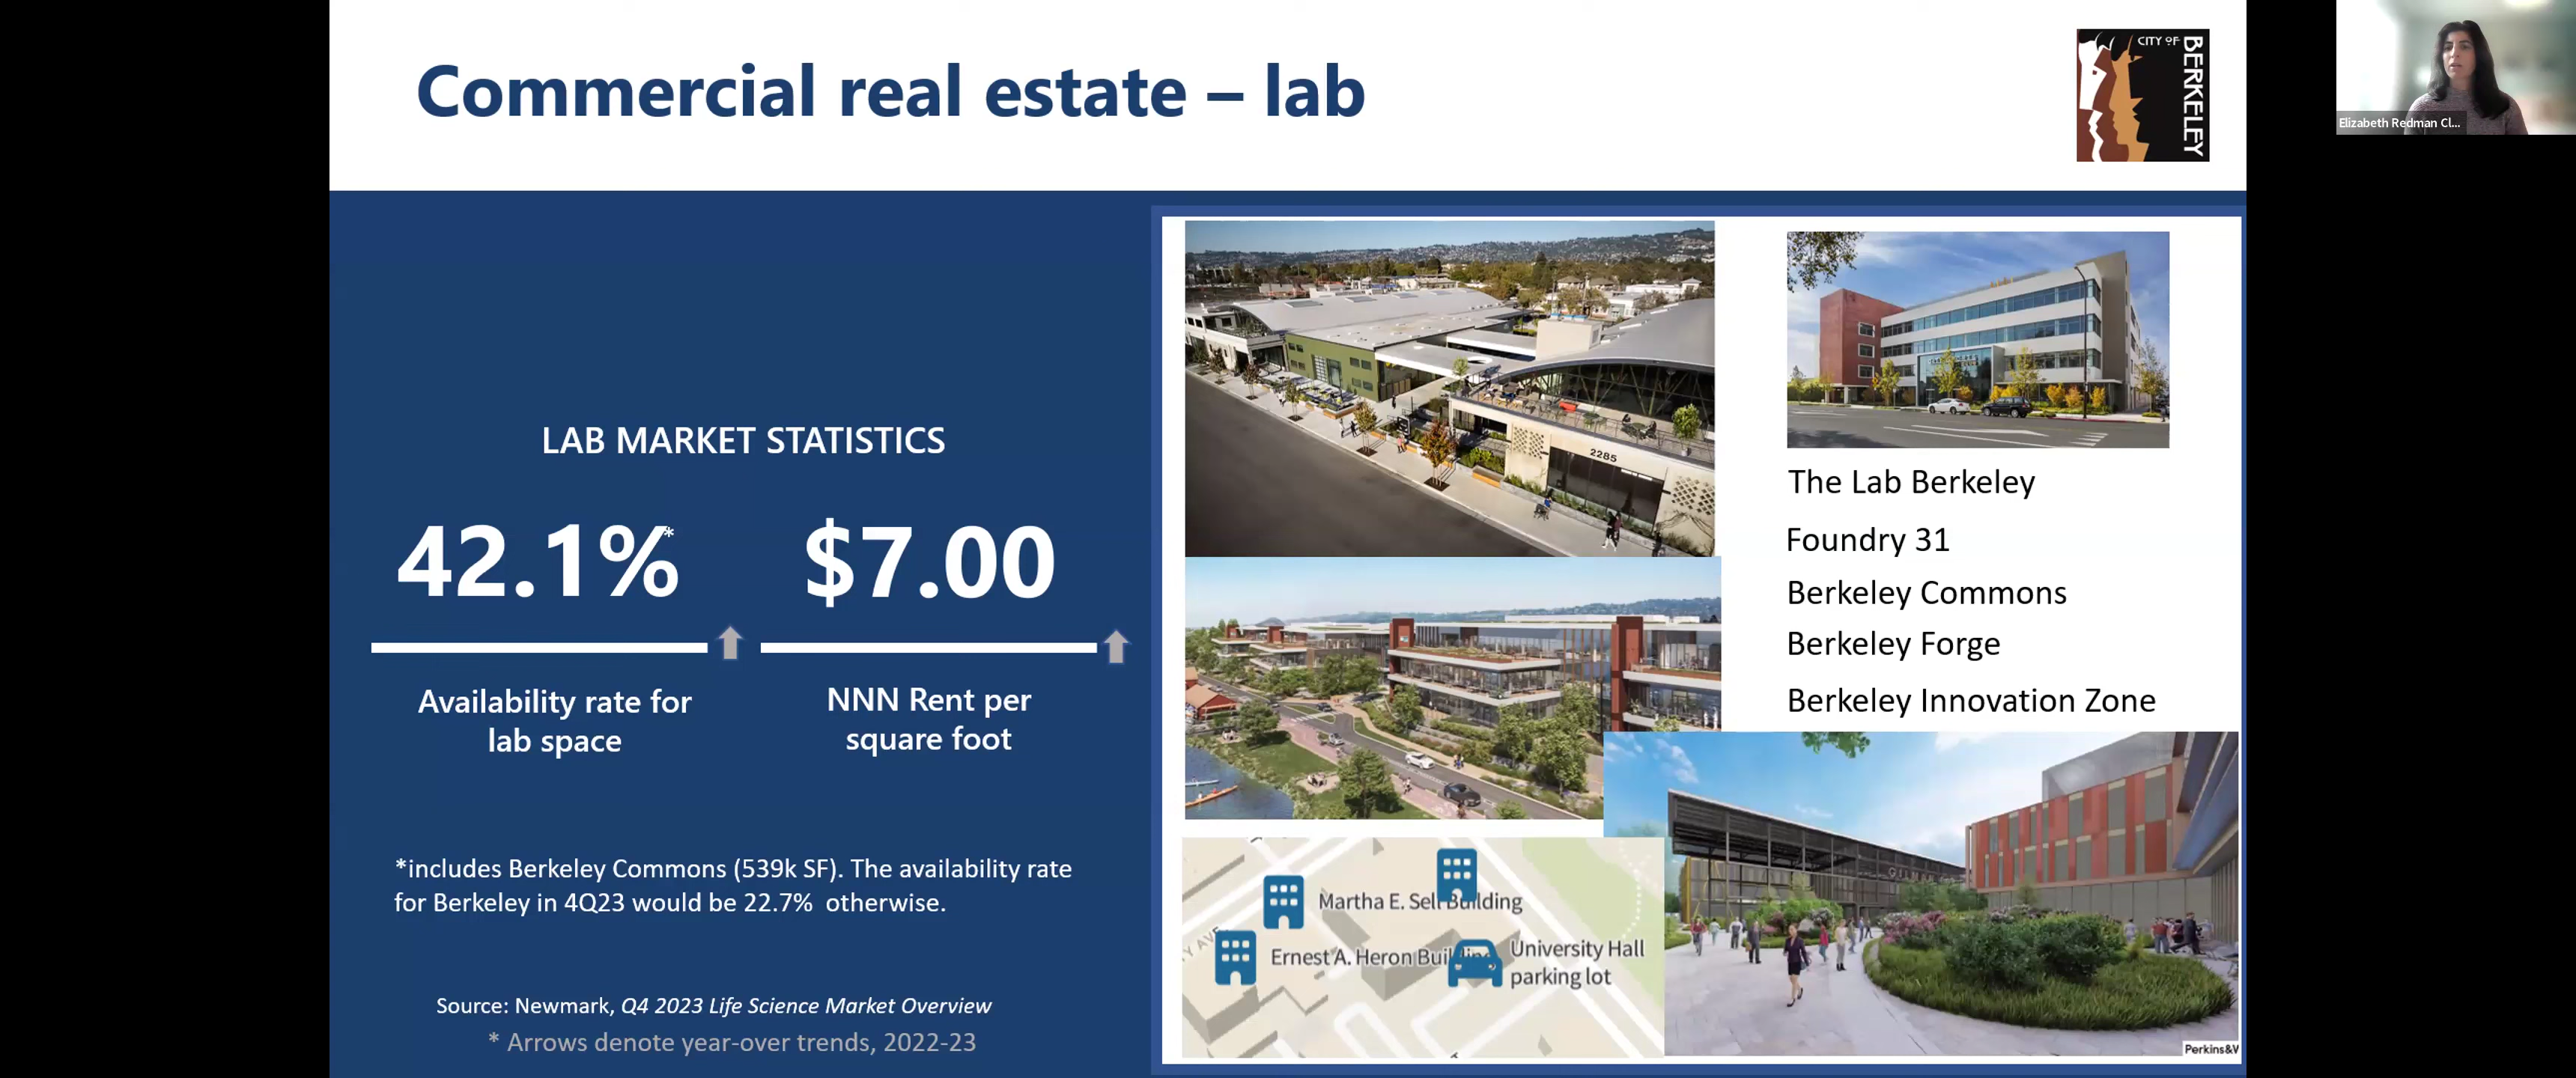 Commercial real estate – lab
CITY OF
BERKELEY
Elizabeth Redman Cl...
LAB MARKET STATISTICS
42.1%*
$7.00
Availability rate for
lab space
NNN Rent per
square foot
*includes Berkeley Commons (539k SF). The availability rate
for Berkeley in 4Q23 would be 22.7% otherwise.
Source: Newmark, Q4 2023 Life Science Market Overview
* Arrows denote year-over trends, 2022-23
2285
The Lab Berkeley
Foundry 31
Berkeley Commons
Berkeley Forge
Berkeley Innovation Zone
Martha E. Sell Building
Ernest A. Heron Building
University Hall
parking lot
Perkins&W